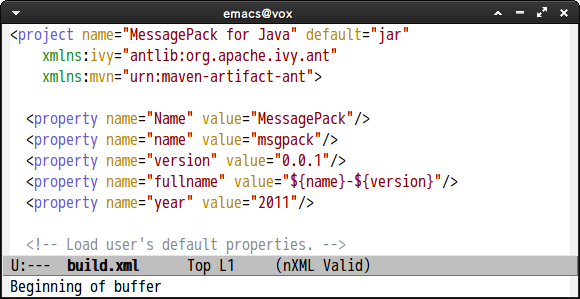 emacs@vox
<project name="MessagePack for Java" default="jar"
xmlns:ivy="antlib:org.apache.ivy.ant"
xmlns:mvn="urn:maven-artifact-ant">
<property name="Name" value="MessagePack"/>
<property name="name" value="msgpack"/>
<property name="version" value="0.0.1"/>
<property name="fullname" value="${name}-${version}"/>
<property name="year" value="2011"/>
<!-- Load user's default properties. -->
U:--- build.xml Top L1 (nXML Valid)
Beginning of buffer